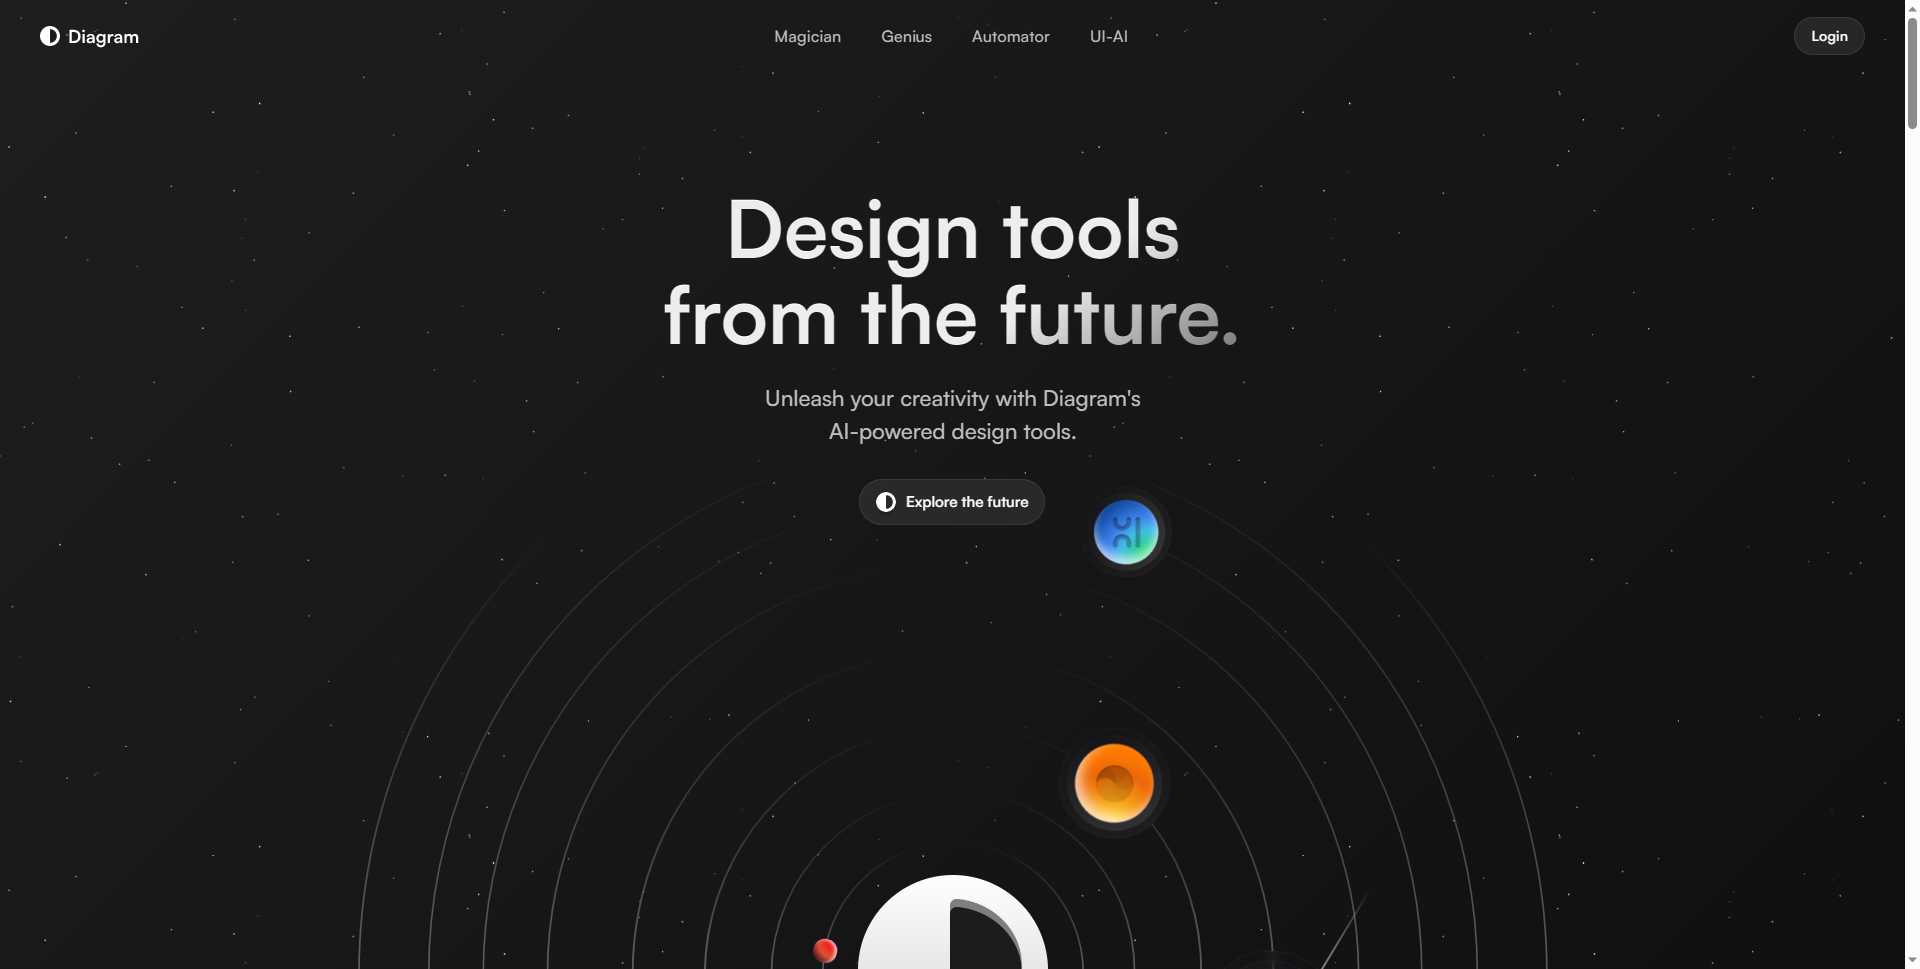 Diagram
Magician
Genius
Automator
UI-AI
Login
Design tools
from the future.
Unleash your creativity with Diagram's
AI-powered design tools.
Explore the future